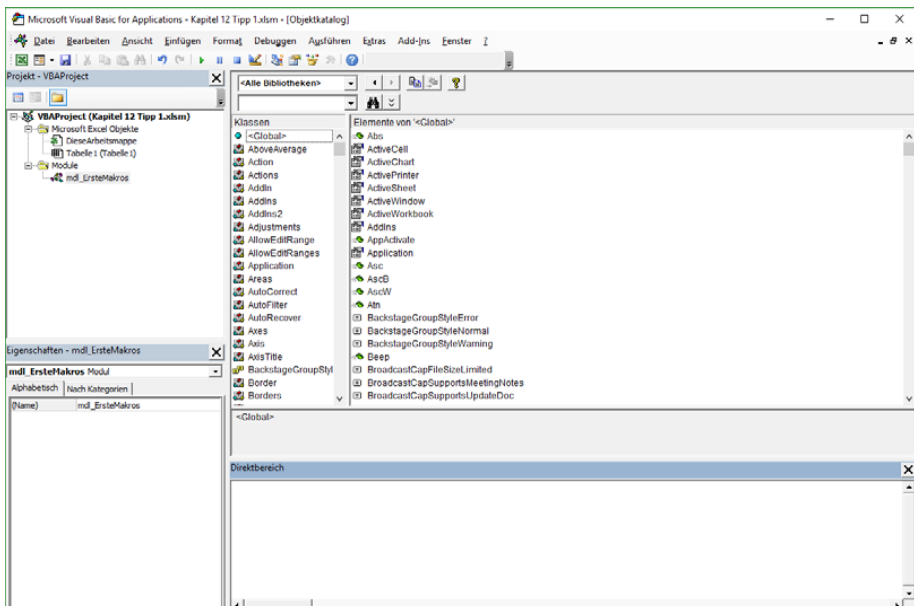 Microsoft Visual Basic for Applications - Kapitel 12 Tipp 1.xlsm - [Objektkatalog]
Datei Bearbeiten Ansicht Einfügen Format Debuggen Ausführen Extras Add-Ins Fenster ?
Projekt - VBAProject
VBAProject (Kapitel 12 Tipp 1.xlsm)
Microsoft Excel Objekte
DieseArbeitsmappe
Tabelle1 (Tabelle1)
Module
mdl_ErsteMakros
Eigenschaften - mdl_ErsteMakros
mdl_ErsteMakros Modul
Alphabetisch Nach Kategorien
(Name) mdl_ErsteMakros
<Alle Bibliotheken>
Klassen
<Global>
AboveAverage
Action
Actions
AddIn
AddIns
AddIns2
Adjustments
AllowEditRange
AllowEditRanges
Application
Areas
AutoCorrect
AutoFilter
AutoRecover
Axes
Axis
AxisTitle
BackstageGroupStyl
Border
Borders
Elemente von '<Global>'
Abs
ActiveCell
ActiveChart
ActivePrinter
ActiveSheet
ActiveWindow
ActiveWorkbook
AddIns
AppActivate
Application
Asc
AscB
AscW
Atn
BackstageGroupStyleError
BackstageGroupStyleNormal
BackstageGroupStyleWarning
Beep
BroadcastCapFileSizeLimited
BroadcastCapSupportsMeetingNotes
BroadcastCapSupportsUpdateDoc
<Global>
Direktbereich